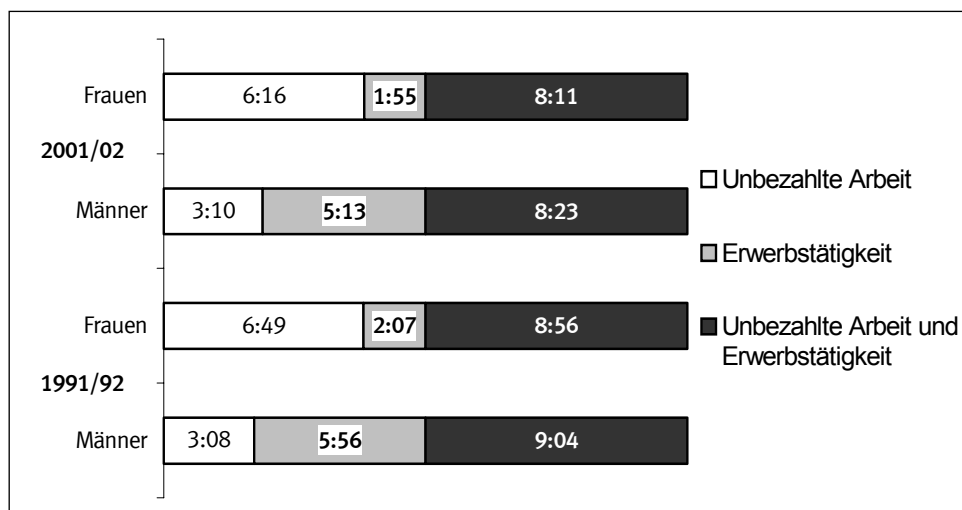 Frauen 6:16 1:55 8:11
2001/02
Unbezahlte Arbeit
Männer 3:10 5:13 8:23
Erwerbstätigkeit
Frauen 6:49 2:07 8:56
Unbezahlte Arbeit und
Erwerbstätigkeit
1991/92
Männer 3:08 5:56 9:04